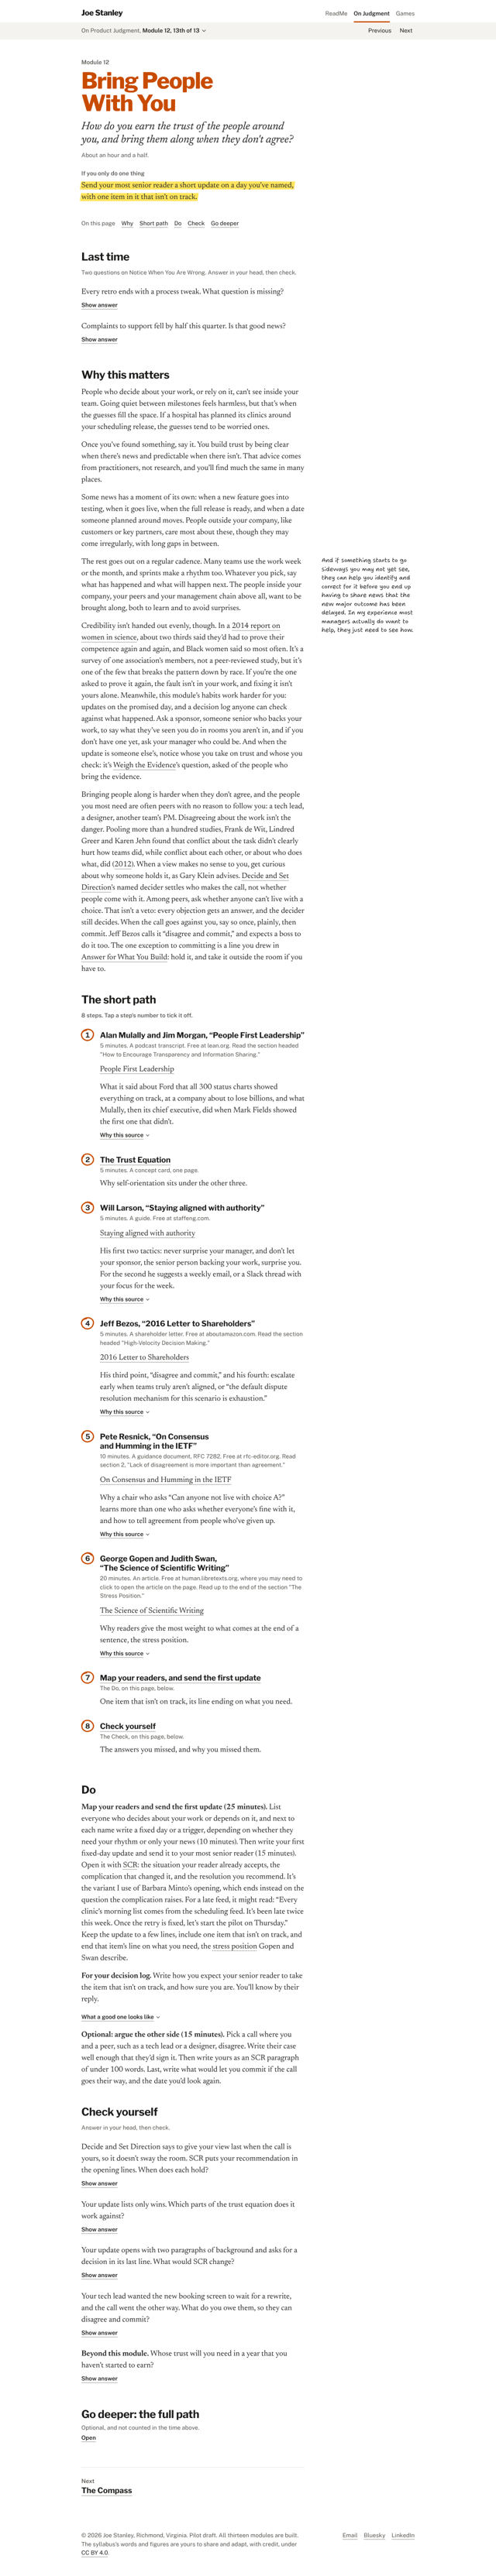 Joe Stanley
ReadMe On Judgment Games
On Product Judgment. Module 12, 13th of 13
Previous Next
Module 12
Bring People
With You
How do you earn the trust of the people around
you, and bring them along when they don't agree?
About an hour and a half.
If you only do one thing
Send your most senior reader a short update on a day you've named,
with one item in it that isn't on track.
On this page Why Short path Do Check Go deeper
Last time
Two questions on Notice When You Are Wrong. Answer in your head, then check.
Every retro ends with a process tweak. What question is missing?
Show answer
Complaints to support fell by half this quarter. Is that good news?
Show answer
Why this matters
People who decide about your work, or rely on it, can't see inside your
team. Going quiet between milestones feels harmless, but that's when
the guesses fill the space. If a hospital has planned its clinics around
your scheduling release, the guesses tend to be worried ones.
Once you've found something, say it. You build trust by being clear
when there's news and predictable when there isn't. That advice comes
from practitioners, not research, and you'll find much the same in many
places.
Some news has a moment of its own: when a new feature goes into
testing, when it goes live, when the full release is ready, and when a date
someone planned around moves. People outside your company, like
customers or key partners, care most about these, though they may
come irregularly, with long gaps between.
The rest goes out on a regular cadence. Many teams use the work week
or the month, and sprints make a rhythm too. Whatever you pick, say
what has happened and what will happen next. The people inside your
company, your peers and your management chain above all, want to be
brought along, both to learn and to avoid surprises.
And if something starts to go
sideways you may not yet see,
they can help you identify and
correct for it before you end up
having to share news that the
new major outcome has been
delayed. In my experience most
managers actually do want to
help, they just need to see how.
Credibility isn't handed out evenly, though. In a 2014 report on
women in science, about two thirds said they'd had to prove their
competence again and again, and Black women said so most often. It's a
survey of one association's members, not a peer-reviewed study, but it's
one of the few that breaks the pattern down by race. If you're the one
asked to prove it again, the fault isn't in your work, and fixing it isn't
yours alone. Meanwhile, this module's habits work harder for you:
updates on the promised day, and a decision log anyone can check
against what happened. Ask a sponsor, someone senior who backs your
work, to say what they've seen you do in rooms you aren't in, and if you
don't have one yet, ask your manager who could be. And when the
update is someone else's, notice whose you take on trust and whose you
check: it's Weigh the Evidence's question, asked of the people who
bring the evidence.
Bringing people along is harder when they don't agree, and the people
you most need are often peers with no reason to follow you: a tech lead,
a designer, another team's PM. Disagreeing about the work isn't the
danger. Pooling more than a hundred studies, Frank de Wit, Lindred
Greer and Karen Jehn found that conflict about the task didn't clearly
hurt how teams did, while conflict about each other, or about who does
what, did (2012). When a view makes no sense to you, get curious
about why someone holds it, as Gary Klein advises. Decide and Set
Direction's named decider settles who makes the call, not whether
people come with it. Among peers, ask whether anyone can't live with a
choice. That isn't a veto: every objection gets an answer, and the decider
still decides. When the call goes against you, say so once, plainly, then
commit. Jeff Bezos calls it "disagree and commit," and expects a boss to
do it too. The one exception to committing is a line you drew in
Answer for What You Build: hold it, and take it outside the room if you
have to.
The short path
8 steps. Tap a step's number to tick it off.
1 Alan Mulally and Jim Morgan, "People First Leadership"
5 minutes. A podcast transcript. Free at lean.org. Read the section headed
"How to Encourage Transparency and Information Sharing."
People First Leadership
What it said about Ford that all 300 status charts showed
everything on track, at a company about to lose billions, and what
Mulally, then its chief executive, did when Mark Fields showed
the first one that didn't.
Why this source
2 The Trust Equation
5 minutes. A concept card, one page.
Why self-orientation sits under the other three.
3 Will Larson, "Staying aligned with authority"
5 minutes. A guide. Free at staffeng.com.
Staying aligned with authority
His first two tactics: never surprise your manager, and don't let
your sponsor, the senior person backing your work, surprise you.
For the second he suggests a weekly email, or a Slack thread with
your focus for the week.
Why this source
4 Jeff Bezos, "2016 Letter to Shareholders"
5 minutes. A shareholder letter. Free at aboutamazon.com. Read the section
headed "High-Velocity Decision Making."
2016 Letter to Shareholders
His third point, "disagree and commit," and his fourth: escalate
early when teams truly aren't aligned, or "the default dispute
resolution mechanism for this scenario is exhaustion."
Why this source
5 Pete Resnick, "On Consensus
and Humming in the IETF"
10 minutes. A guidance document, RFC 7282. Free at rfc-editor.org. Read
section 2, "Lack of disagreement is more important than agreement."
On Consensus and Humming in the IETF
Why a chair who asks "Can anyone not live with choice A?"
learns more than one who asks whether everyone's fine with it,
and how to tell agreement from people who've given up.
Why this source
6 George Gopen and Judith Swan,
"The Science of Scientific Writing"
20 minutes. An article. Free at human.libretexts.org, where you may need to
click to open the article on the page. Read up to the end of the section "The
Stress Position."
The Science of Scientific Writing
Why readers give the most weight to what comes at the end of a
sentence, the stress position.
Why this source
7 Map your readers, and send the first update
The Do, on this page, below.
One item that isn't on track, its line ending on what you need.
8 Check yourself
The Check, on this page, below.
The answers you missed, and why you missed them.
Do
Map your readers and send the first update (25 minutes). List
everyone who decides about your work or depends on it, and next to
each name write a fixed day or a trigger, depending on whether they
need your rhythm or only your news (10 minutes). Then write your first
fixed-day update and send it to your most senior reader (15 minutes).
Open it with SCR: the situation your reader already accepts, the
complication that changed it, and the resolution you recommend. It's
the variant I use of Barbara Minto's opening, which ends instead on the
question the complication raises. For a late feed, it might read: "Every
clinic's morning list comes from the scheduling feed. It's been late twice
this week. Once the retry is fixed, let's start the pilot on Thursday."
Keep the update to a few lines, include one item that isn't on track, and
end that item's line on what you need, the stress position Gopen and
Swan describe.
For your decision log. Write how you expect your senior reader to take
the item that isn't on track, and how sure you are. You'll know by their
reply.
What a good one looks like
Optional: argue the other side (15 minutes). Pick a call where you
and a peer, such as a tech lead or a designer, disagree. Write their case
well enough that they'd sign it. Then write yours as an SCR paragraph
of under 100 words. Last, write what would let you commit if the call
goes their way, and the date you'd look again.
Check yourself
Answer in your head, then check.
Decide and Set Direction says to give your view last when the call is
yours, so it doesn't sway the room. SCR puts your recommendation in
the opening lines. When does each hold?
Show answer
Your update lists only wins. Which parts of the trust equation does it
work against?
Show answer
Your update opens with two paragraphs of background and asks for a
decision in its last line. What would SCR change?
Show answer
Your tech lead wanted the new booking screen to wait for a rewrite,
and the call went the other way. What do you owe them, so they can
disagree and commit?
Show answer
Beyond this module. Whose trust will you need in a year that you
haven't started to earn?
Show answer
Go deeper: the full path
Optional, and not counted in the time above.
Open
Next
The Compass
© 2026 Joe Stanley, Richmond, Virginia. Pilot draft. All thirteen modules are built.
The syllabus's words and figures are yours to share and adapt, with credit, under
CC BY 4.0.
Email Bluesky LinkedIn